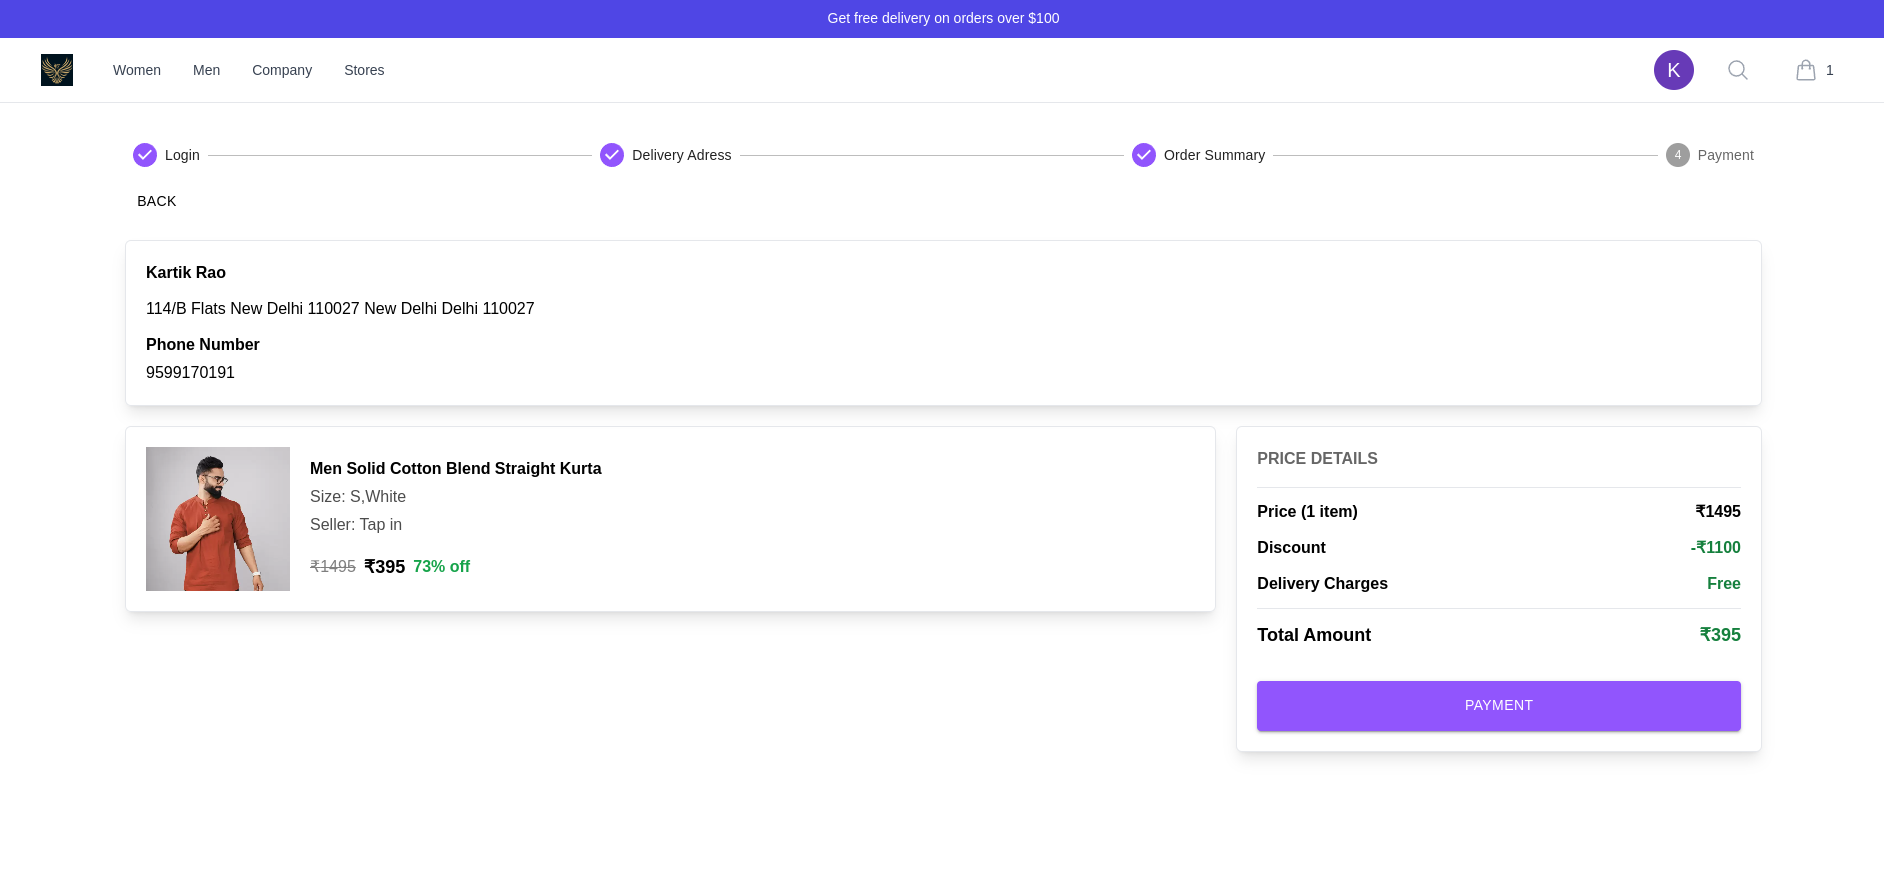 Get free delivery on orders over $100
Women Men Company Stores K 1
Login Delivery Adress Order Summary 4 Payment
BACK
Kartik Rao
114/B Flats New Delhi 110027 New Delhi Delhi 110027
Phone Number
9599170191
Men Solid Cotton Blend Straight Kurta
Size: S,White
Seller: Tap in
₹1495 ₹395 73% off
PRICE DETAILS
Price (1 item) ₹1495
Discount -₹1100
Delivery Charges Free
Total Amount ₹395
PAYMENT